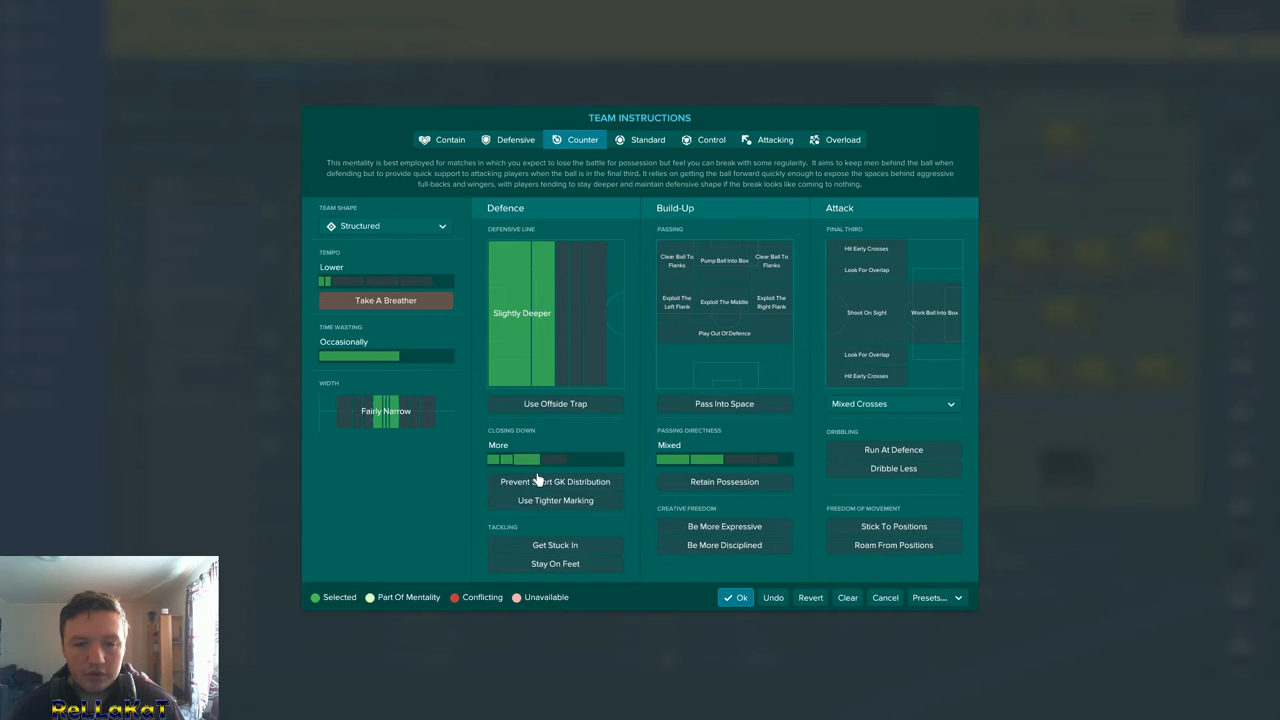 TEAM INSTRUCTIONS
Contain Defensive Counter Standard Control Attacking Overload
This mentality is best employed for matches in which you expect to lose the battle for possession but feel you can break with some regularity. It aims to keep men behind the ball when
defending but to provide quick support to attacking players when the ball is in the final third. It relies on getting the ball forward quickly enough to expose the spaces behind aggressive
full-backs and wingers, with players tending to stay deeper and maintain defensive shape if the break looks like coming to nothing.
TEAM SHAPE
Structured
TEMPO
Lower
Take A Breather
TIME WASTING
Occasionally
WIDTH
Fairly Narrow
Defence
DEFENSIVE LINE
Slightly Deeper
Use Offside Trap
CLOSING DOWN
More
Prevent GK Distribution
Use Tighter Marking
TACKLING
Get Stuck In
Stay On Feet
Build-Up
PASSING
Clear Ball To
Flanks
Pump Ball Into Box
Clear Ball To
Flanks
Exploit The
Left Flank
Exploit The Middle
Exploit The
Right Flank
Play Out Of Defence
Pass Into Space
PASSING DIRECTNESS
Mixed
Retain Possession
CREATIVE FREEDOM
Be More Expressive
Be More Disciplined
Attack
FINAL THIRD
Hit Early Crosses
Look For Overlap
Shoot On Sight
Work Ball Into Box
Look For Overlap
Hit Early Crosses
Mixed Crosses
DRIBBLING
Run At Defence
Dribble Less
FREEDOM OF MOVEMENT
Stick To Positions
Roam From Positions
Selected Part Of Mentality Conflicting Unavailable
Ok Undo Revert Clear Cancel Presets...
ReLLaKaT